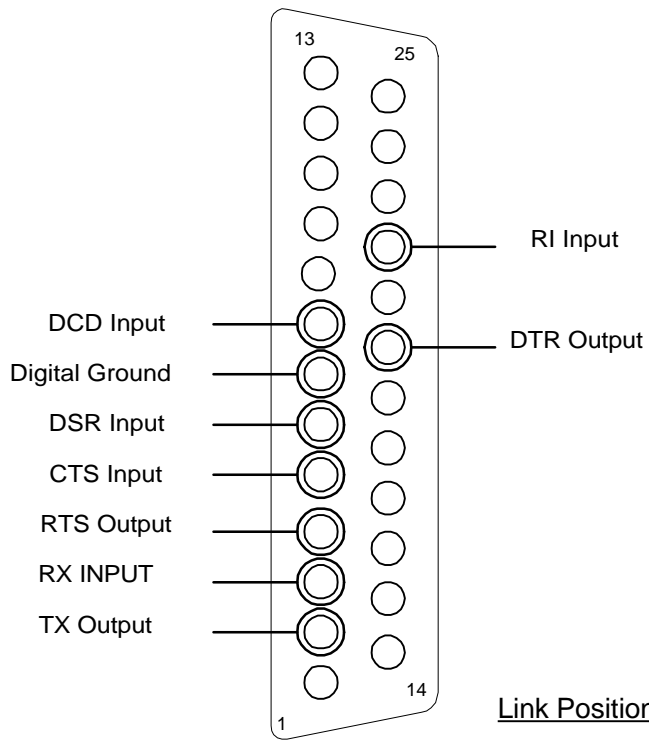 13
25
RI Input
DCD Input
DTR Output
Digital Ground
DSR Input
CTS Input
RTS Output
RX INPUT
TX Output
14
Link Position
1